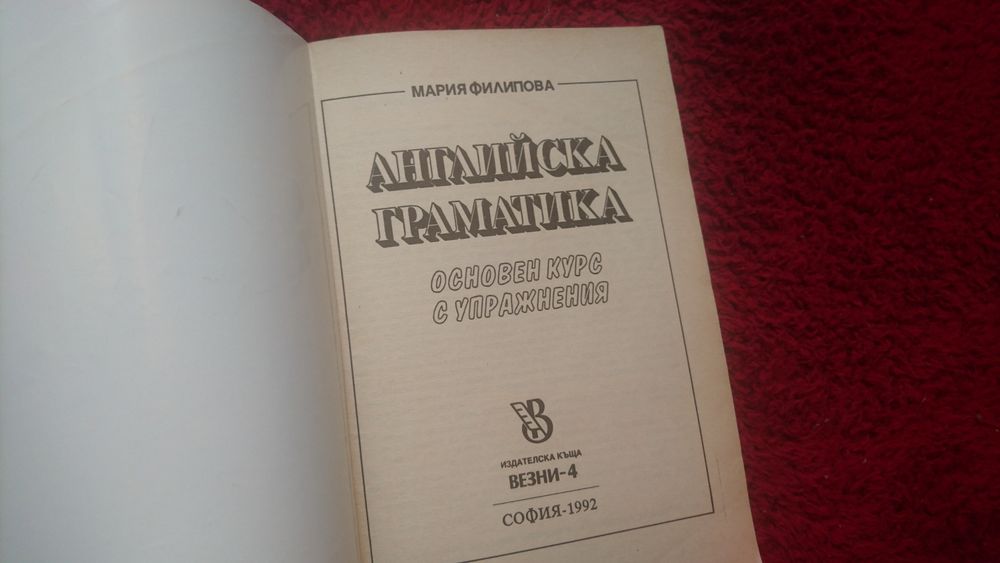 МАРИЯ ФИЛИПОВА
АНГЛИЙСКА
ГРАМАТИКА
ОСНОВЕН КУРС
С УПРАЖНЕНИЯ
ИЗДАТЕЛСКА КЪЩА
ВЕЗНИ-4
СОФИЯ-1992